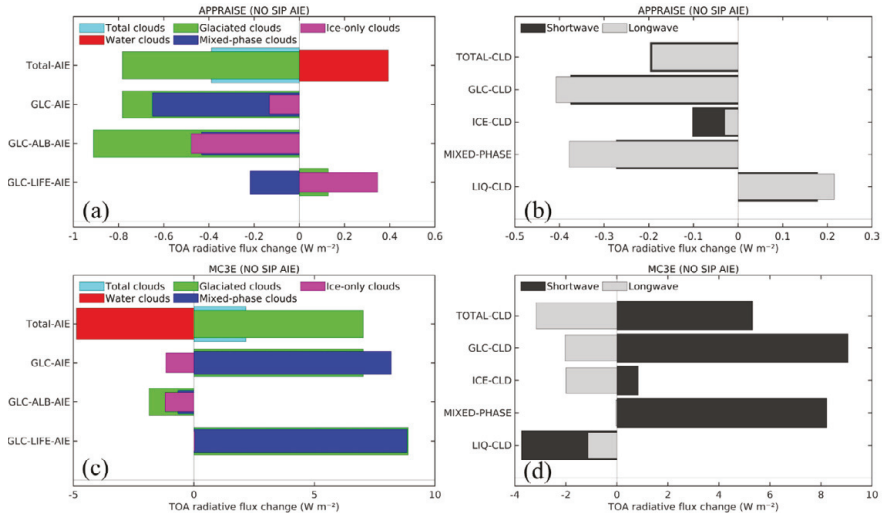 APPRAISE (NO SIP AIE)
Total clouds Glaciated clouds Ice-only clouds
Water clouds Mixed-phase clouds
Total-AIE
GLC-AIE
GLC-ALB-AIE
GLC-LIFE-AIE
(a)
-1 -0.8 -0.6 -0.4 -0.2 0 0.2 0.4 0.6
TOA radiative flux change (W m⁻²)
APPRAISE (NO SIP AIE)
Shortwave Longwave
TOTAL-CLD
GLC-CLD
ICE-CLD
MIXED-PHASE
LIQ-CLD
(b)
-0.5 -0.4 -0.3 -0.2 -0.1 0 0.1 0.2 0.3
TOA radiative flux change (W m⁻²)
MC3E (NO SIP AIE)
Total clouds Glaciated clouds Ice-only clouds
Water clouds Mixed-phase clouds
Total-AIE
GLC-AIE
GLC-ALB-AIE
GLC-LIFE-AIE
(c)
-5 0 5 10
TOA radiative flux change (W m⁻²)
MC3E (NO SIP AIE)
Shortwave Longwave
TOTAL-CLD
GLC-CLD
ICE-CLD
MIXED-PHASE
LIQ-CLD
(d)
-4 -2 0 2 4 6 8 10
TOA radiative flux change (W m⁻²)